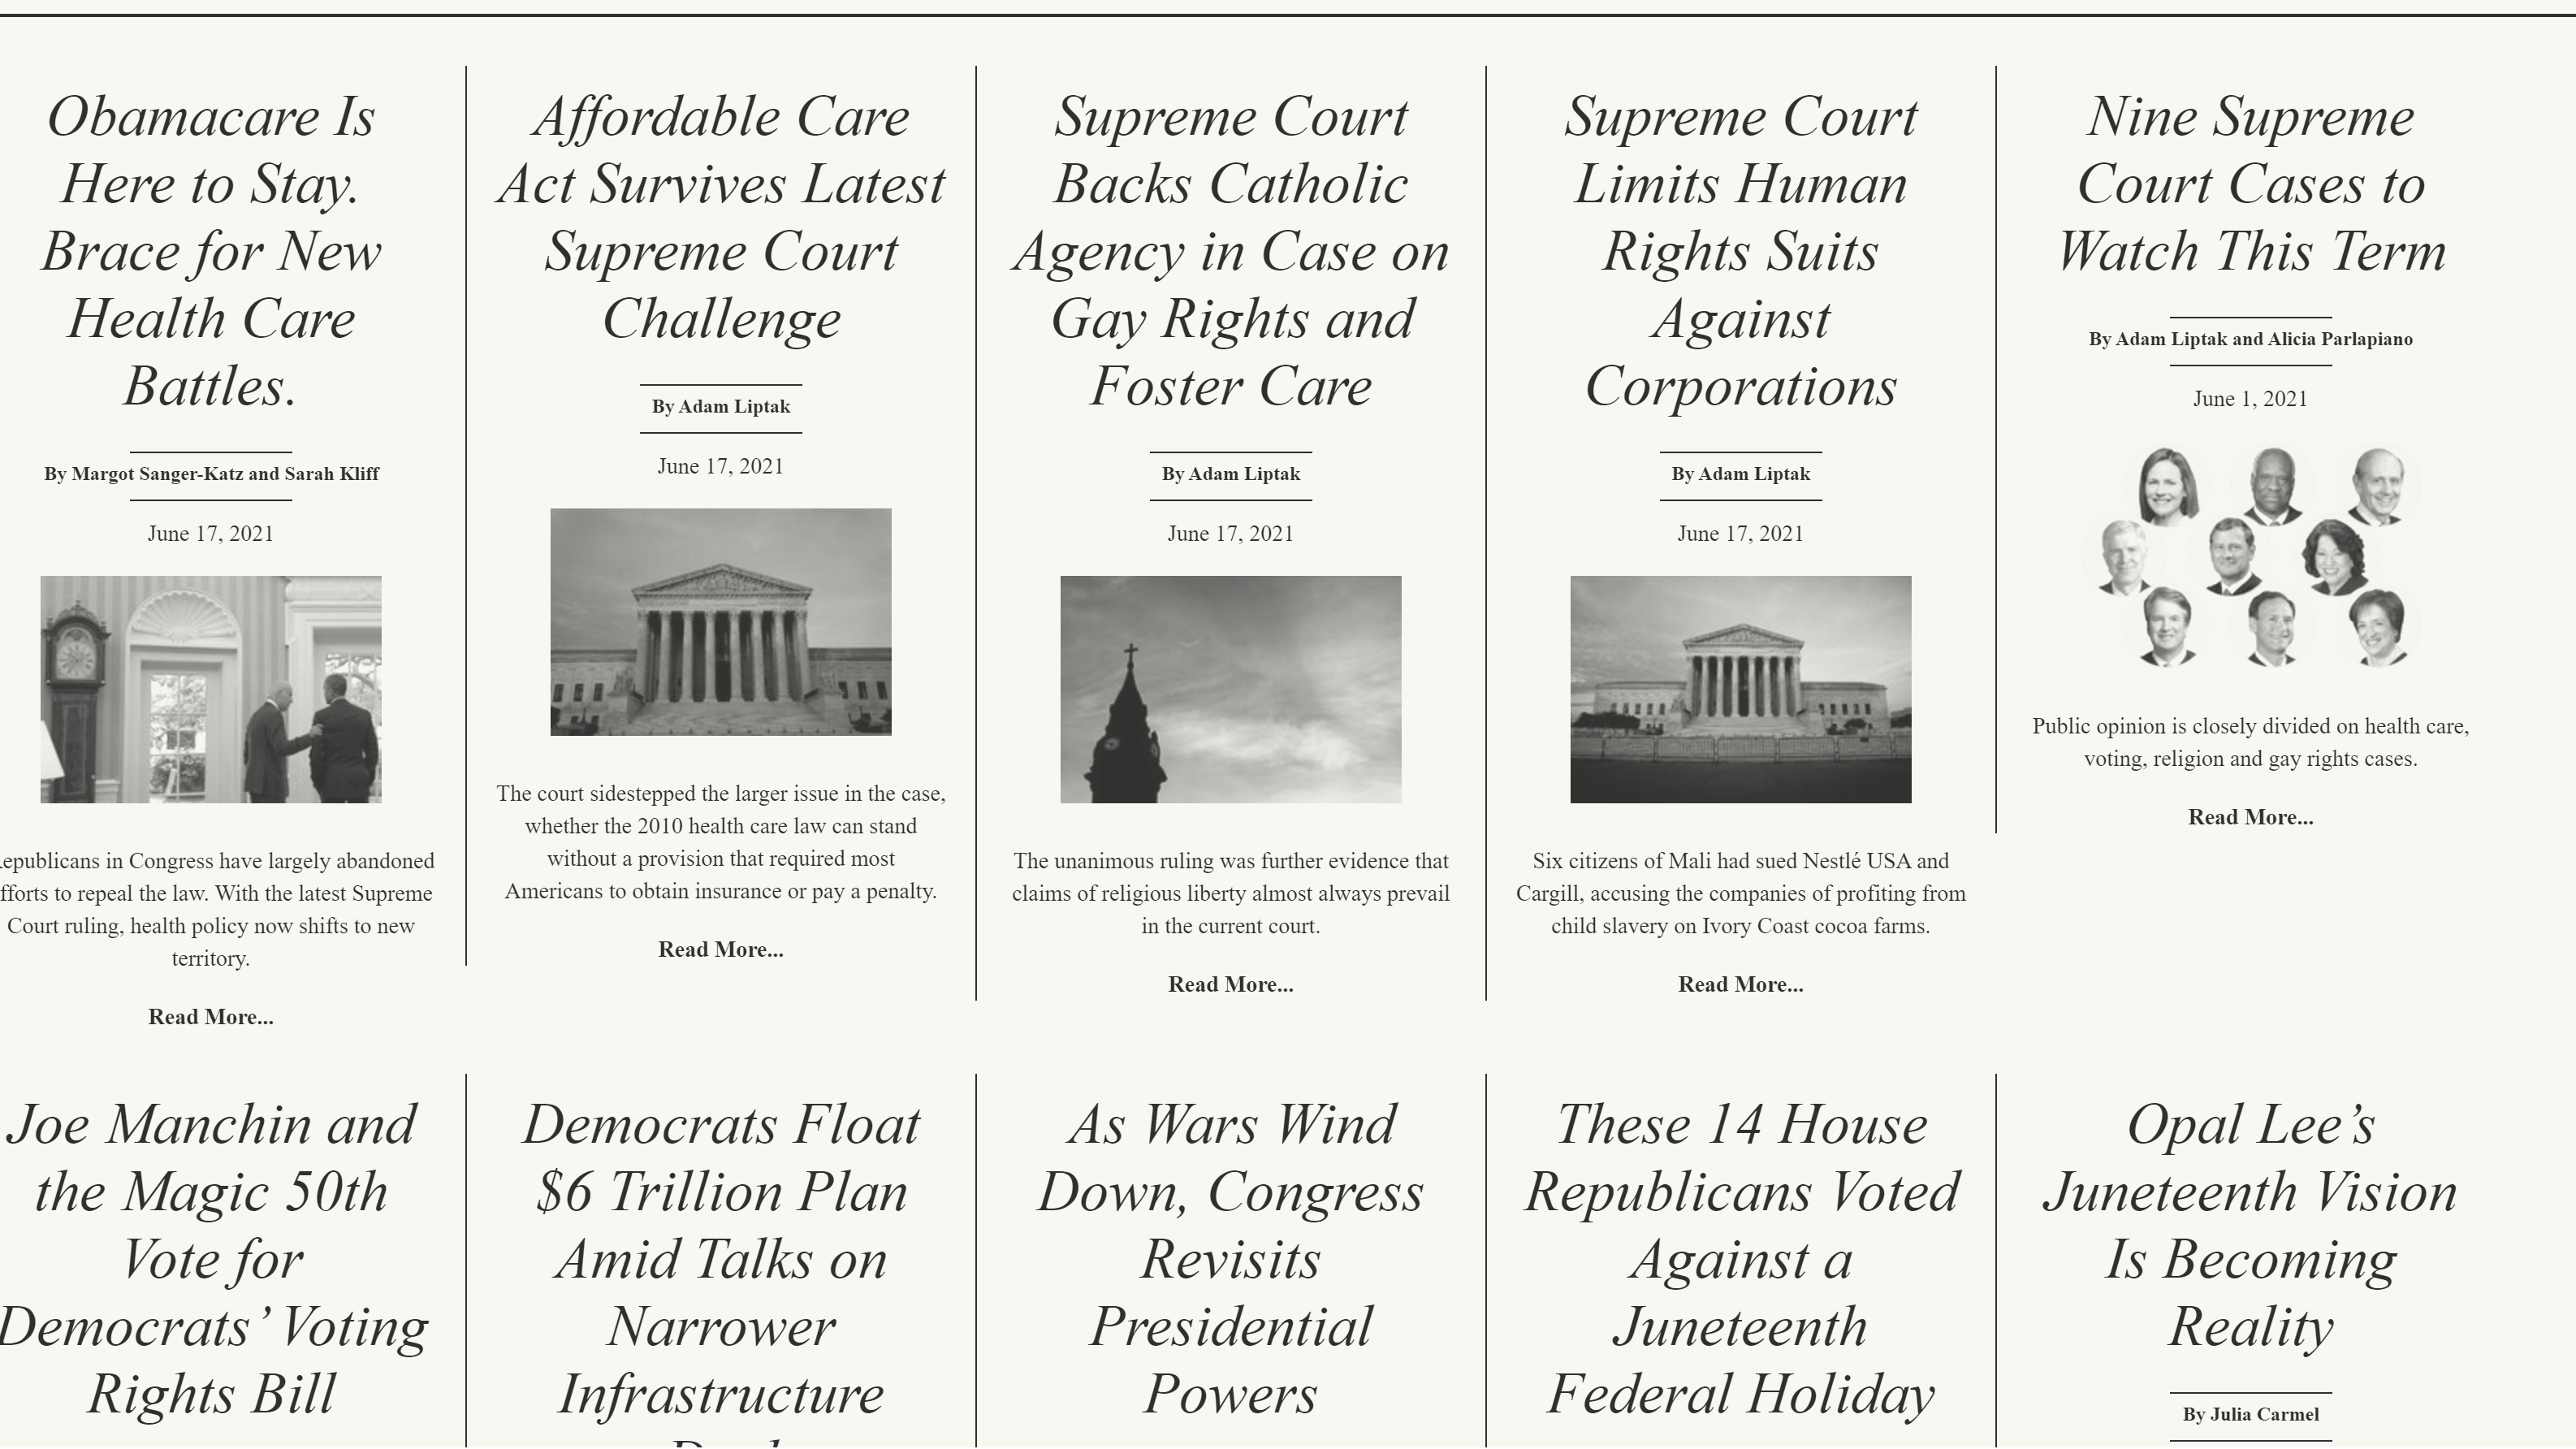 Obamacare Is
Here to Stay.
Brace for New
Health Care
Battles.
By Margot Sanger-Katz and Sarah Kliff
June 17, 2021
in Congress have largely abandoned
to repeal the law. With the latest Supreme
Court ruling, health policy now shifts to new
territory.
Read More...
Affordable Care
Act Survives Latest
Supreme Court
Challenge
By Adam Liptak
June 17, 2021
The court sidestepped the larger issue in the case,
whether the 2010 health care law can stand
without a provision that required most
Americans to obtain insurance or pay a penalty.
Read More...
Supreme Court
Backs Catholic
Agency in Case on
Gay Rights and
Foster Care
By Adam Liptak
June 17, 2021
The unanimous ruling was further evidence that
claims of religious liberty almost always prevail
in the current court.
Read More...
Supreme Court
Limits Human
Rights Suits
Against
Corporations
By Adam Liptak
June 17, 2021
Six citizens of Mali had sued Nestlé USA and
Cargill, accusing the companies of profiting from
child slavery on Ivory Coast cocoa farms.
Read More...
Nine Supreme
Court Cases to
Watch This Term
By Adam Liptak and Alicia Parlapiano
June 1, 2021
Public opinion is closely divided on health care,
voting, religion and gay rights cases.
Read More...
Joe Manchin and
the Magic 50th
Vote for
Democrats’ Voting
Rights Bill
Democrats Float
$6 Trillion Plan
Amid Talks on
Narrower
Infrastructure
As Wars Wind
Down, Congress
Revisits
Presidential
Powers
These 14 House
Republicans Voted
Against a
Juneteenth
Federal Holiday
Opal Lee’s
Juneteenth Vision
Is Becoming
Reality
By Julia Carmel